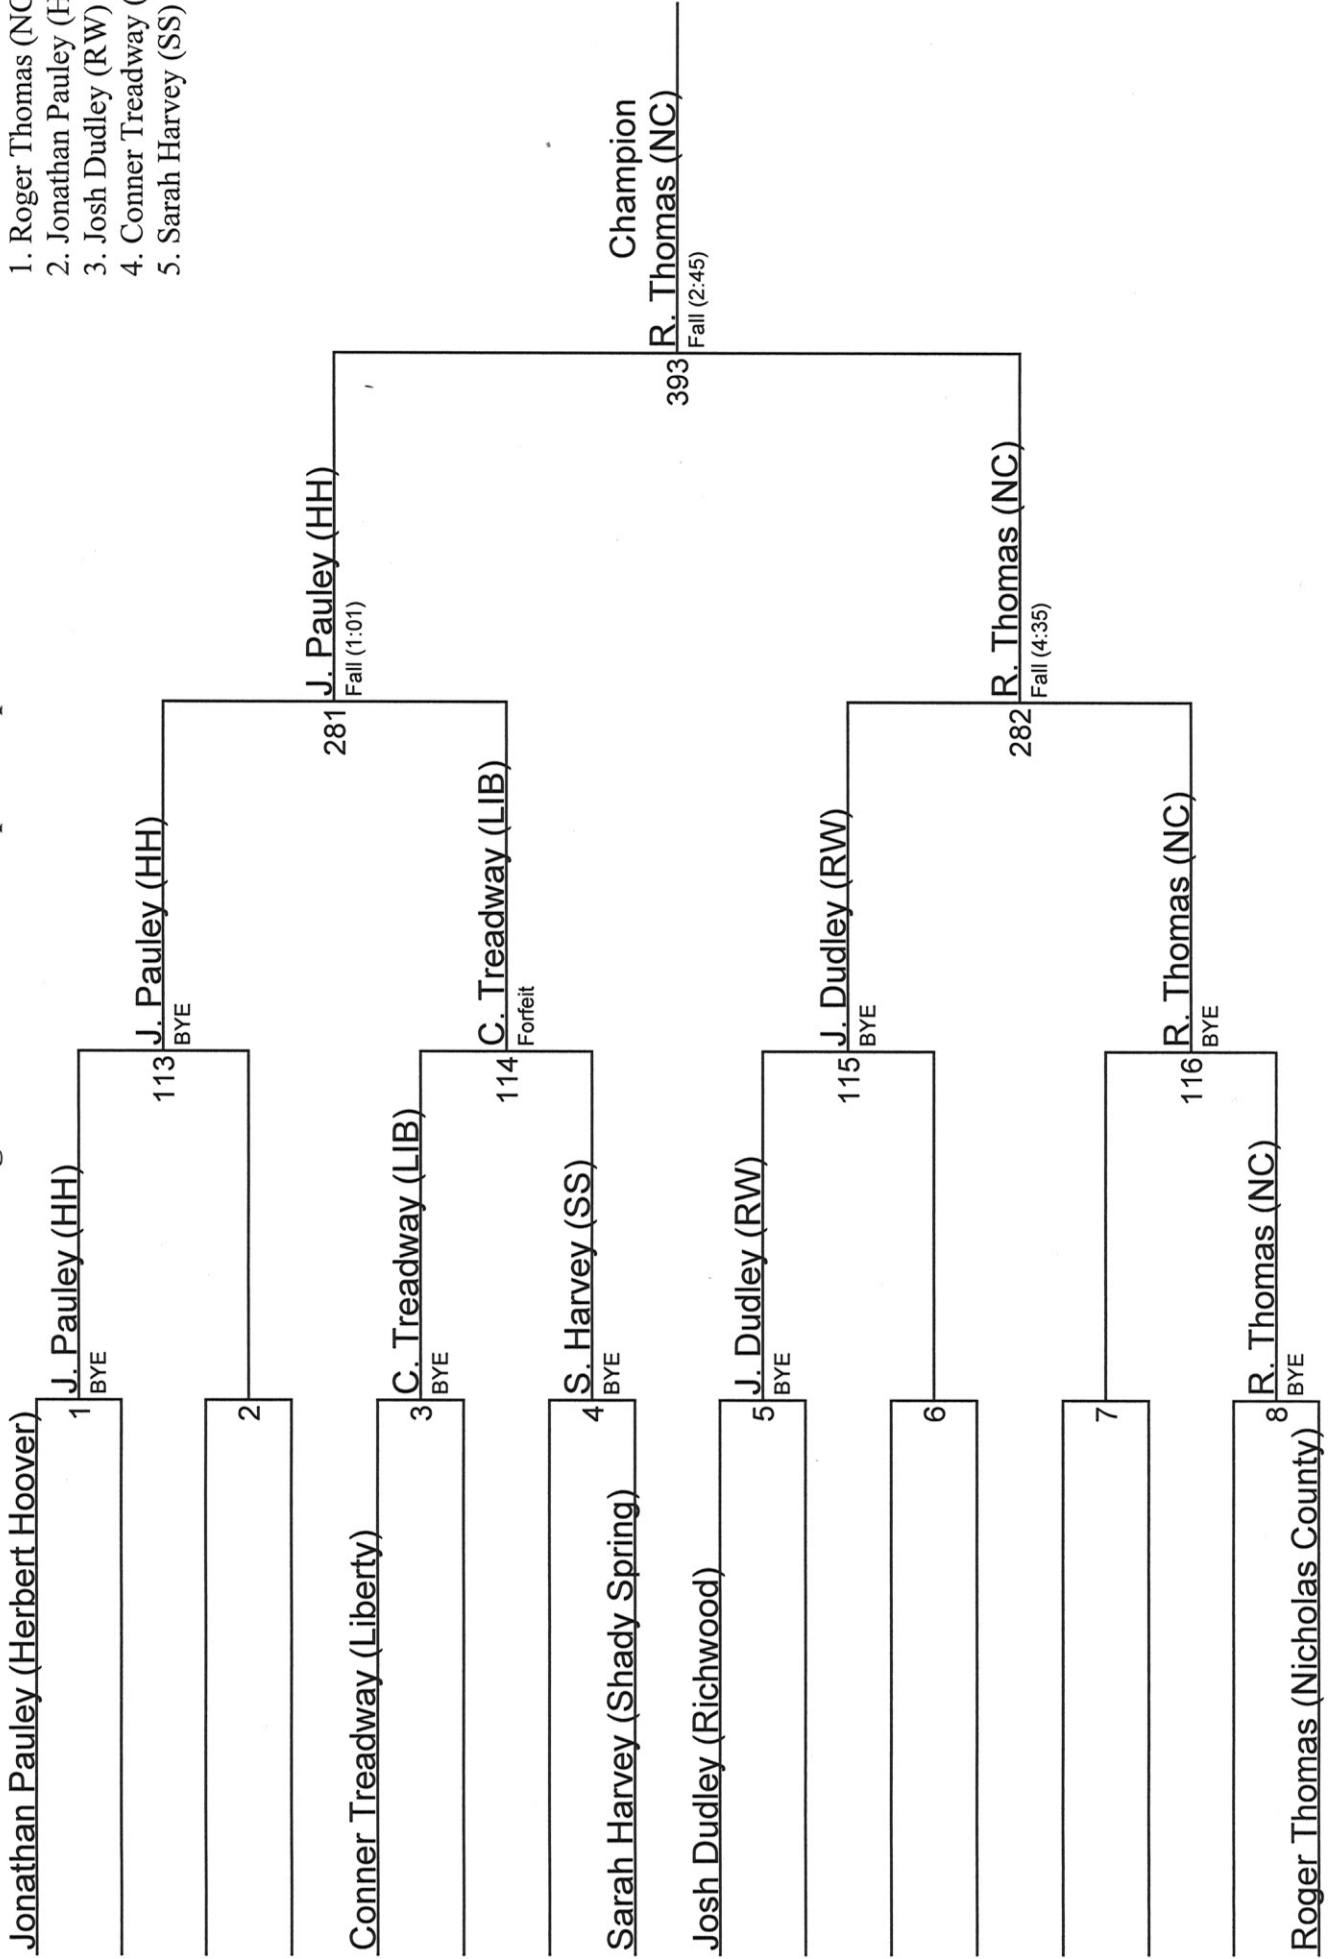 1. Roger Thomas (NC
2. Jonathan Pauley (H
3. Josh Dudley (RW)
4. Conner Treadway (
5. Sarah Harvey (SS)
Jonathan Pauley (Herbert Hoover)
1
J. Pauley (HH)
BYE
2
113
J. Pauley (HH)
BYE
Conner Treadway (Liberty)
3
C. Treadway (LIB)
BYE
Sarah Harvey (Shady Spring)
4
S. Harvey (SS)
BYE
114
C. Treadway (LIB)
Forfeit
281
J. Pauley (HH)
Fall (1:01)
Josh Dudley (Richwood)
5
J. Dudley (RW)
BYE
6
115
J. Dudley (RW)
BYE
7
Roger Thomas (Nicholas County)
8
R. Thomas (NC)
BYE
116
R. Thomas (NC)
BYE
282
R. Thomas (NC)
Fall (4:35)
393
Champion
R. Thomas (NC)
Fall (2:45)